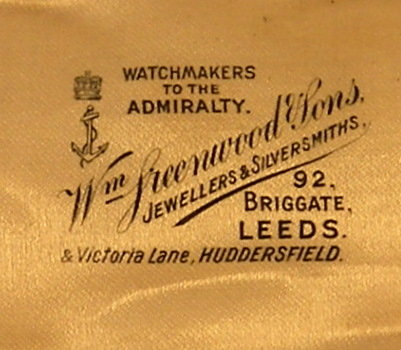 WATCHMAKERS
TO THE
ADMIRALTY.
Wm Greenwood & Sons,
JEWELLERS & SILVERSMITHS,
92,
BRIGGATE,
LEEDS.
& Victoria Lane, HUDDERSFIELD.